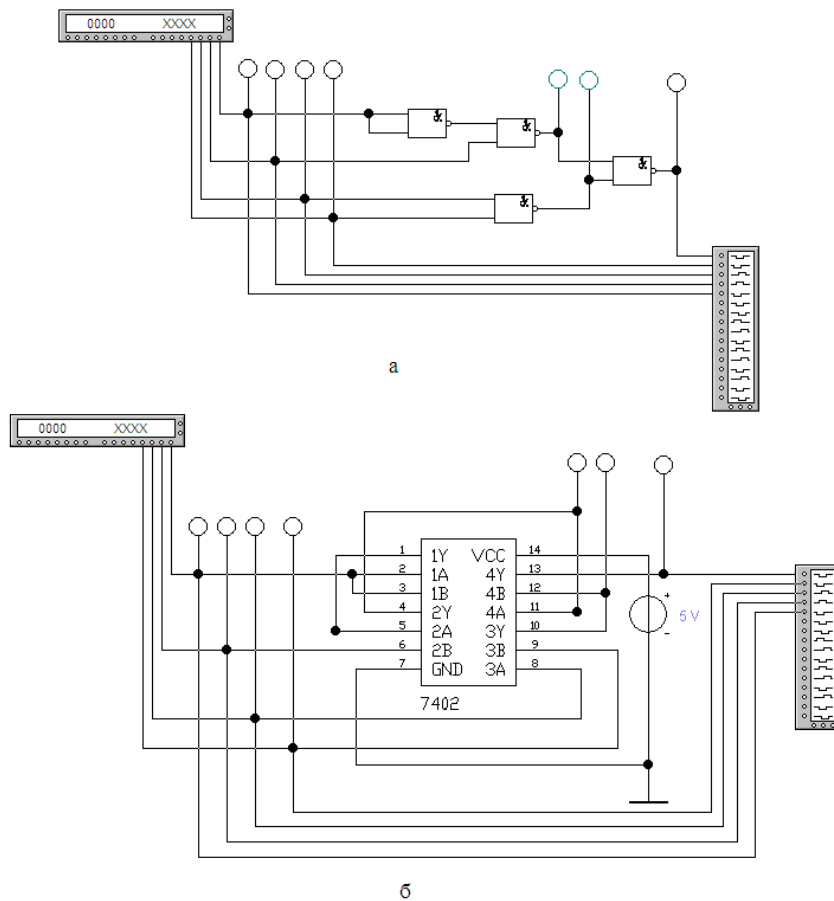 0000 XXXX
&
&
&
&
а
0000 XXXX
1 1Y VCC 14
2 1A 4Y 13
3 1B 4B 12
4 2Y 4A 11
5 2A 3Y 10
6 2B 3B 9
7 GND 3A 8
7402
+
5 V
-
б